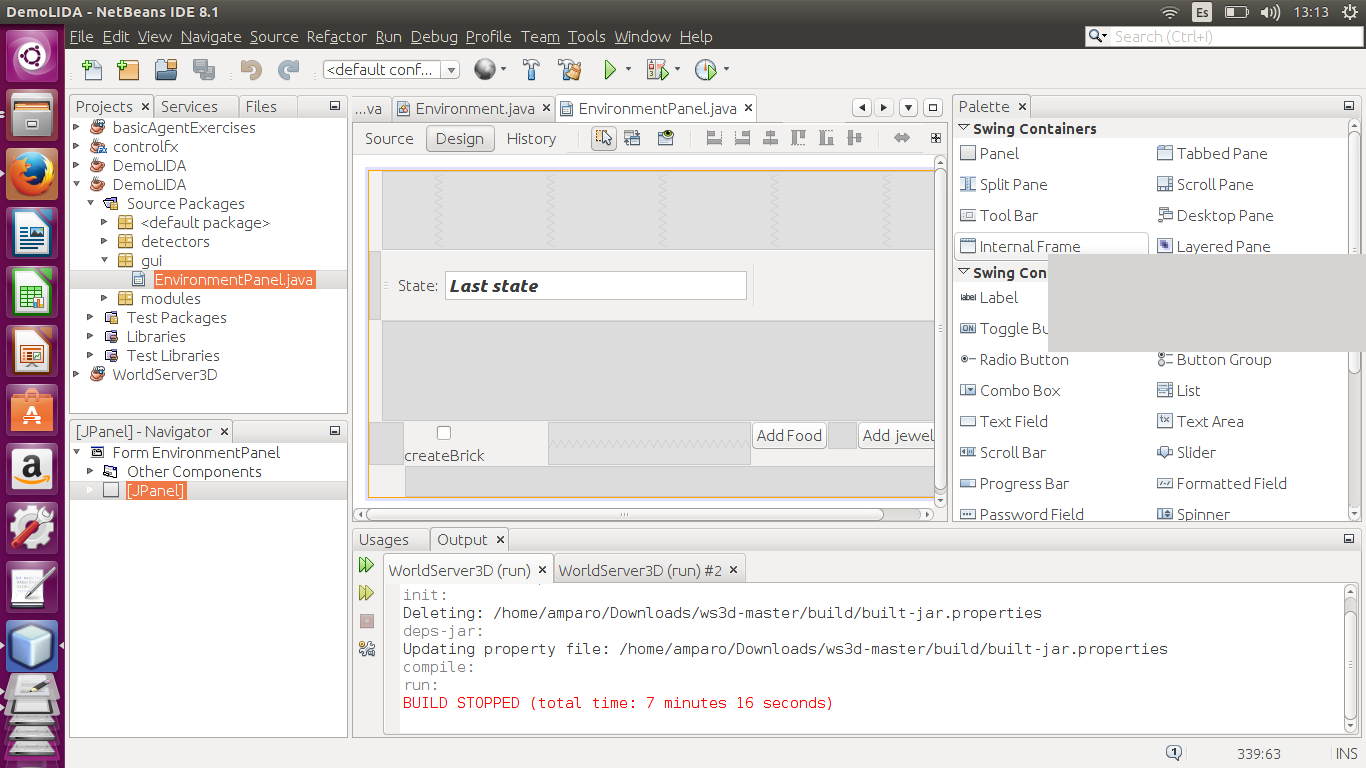 DemoLIDA - NetBeans IDE 8.1
Es
13:13
File Edit View Navigate Source Refactor Run Debug Profile Team Tools Window Help
Search (Ctrl+I)
<default conf...
Projects
Services
Files
basicAgentExercises
controlfx
DemoLIDA
DemoLIDA
Source Packages
<default package>
detectors
gui
EnvironmentPanel.java
modules
Test Packages
Libraries
Test Libraries
WorldServer3D
[JPanel] - Navigator
Form EnvironmentPanel
Other Components
[JPanel]
...va
Environment.java
EnvironmentPanel.java
Source
Design
History
State:
Last state
createBrick
Add Food
Add jewel
Palette
Swing Containers
Panel
Tabbed Pane
Split Pane
Scroll Pane
Tool Bar
Desktop Pane
Internal Frame
Layered Pane
Swing Con
Label
Toggle Bu
Radio Button
Button Group
Combo Box
List
Text Field
Text Area
Scroll Bar
Slider
Progress Bar
Formatted Field
Password Field
Spinner
Usages
Output
WorldServer3D (run)
WorldServer3D (run) #2
init:
Deleting: /home/amparo/Downloads/ws3d-master/build/built-jar.properties
deps-jar:
Updating property file: /home/amparo/Downloads/ws3d-master/build/built-jar.properties
compile:
run:
BUILD STOPPED (total time: 7 minutes 16 seconds)
1
339:63
INS